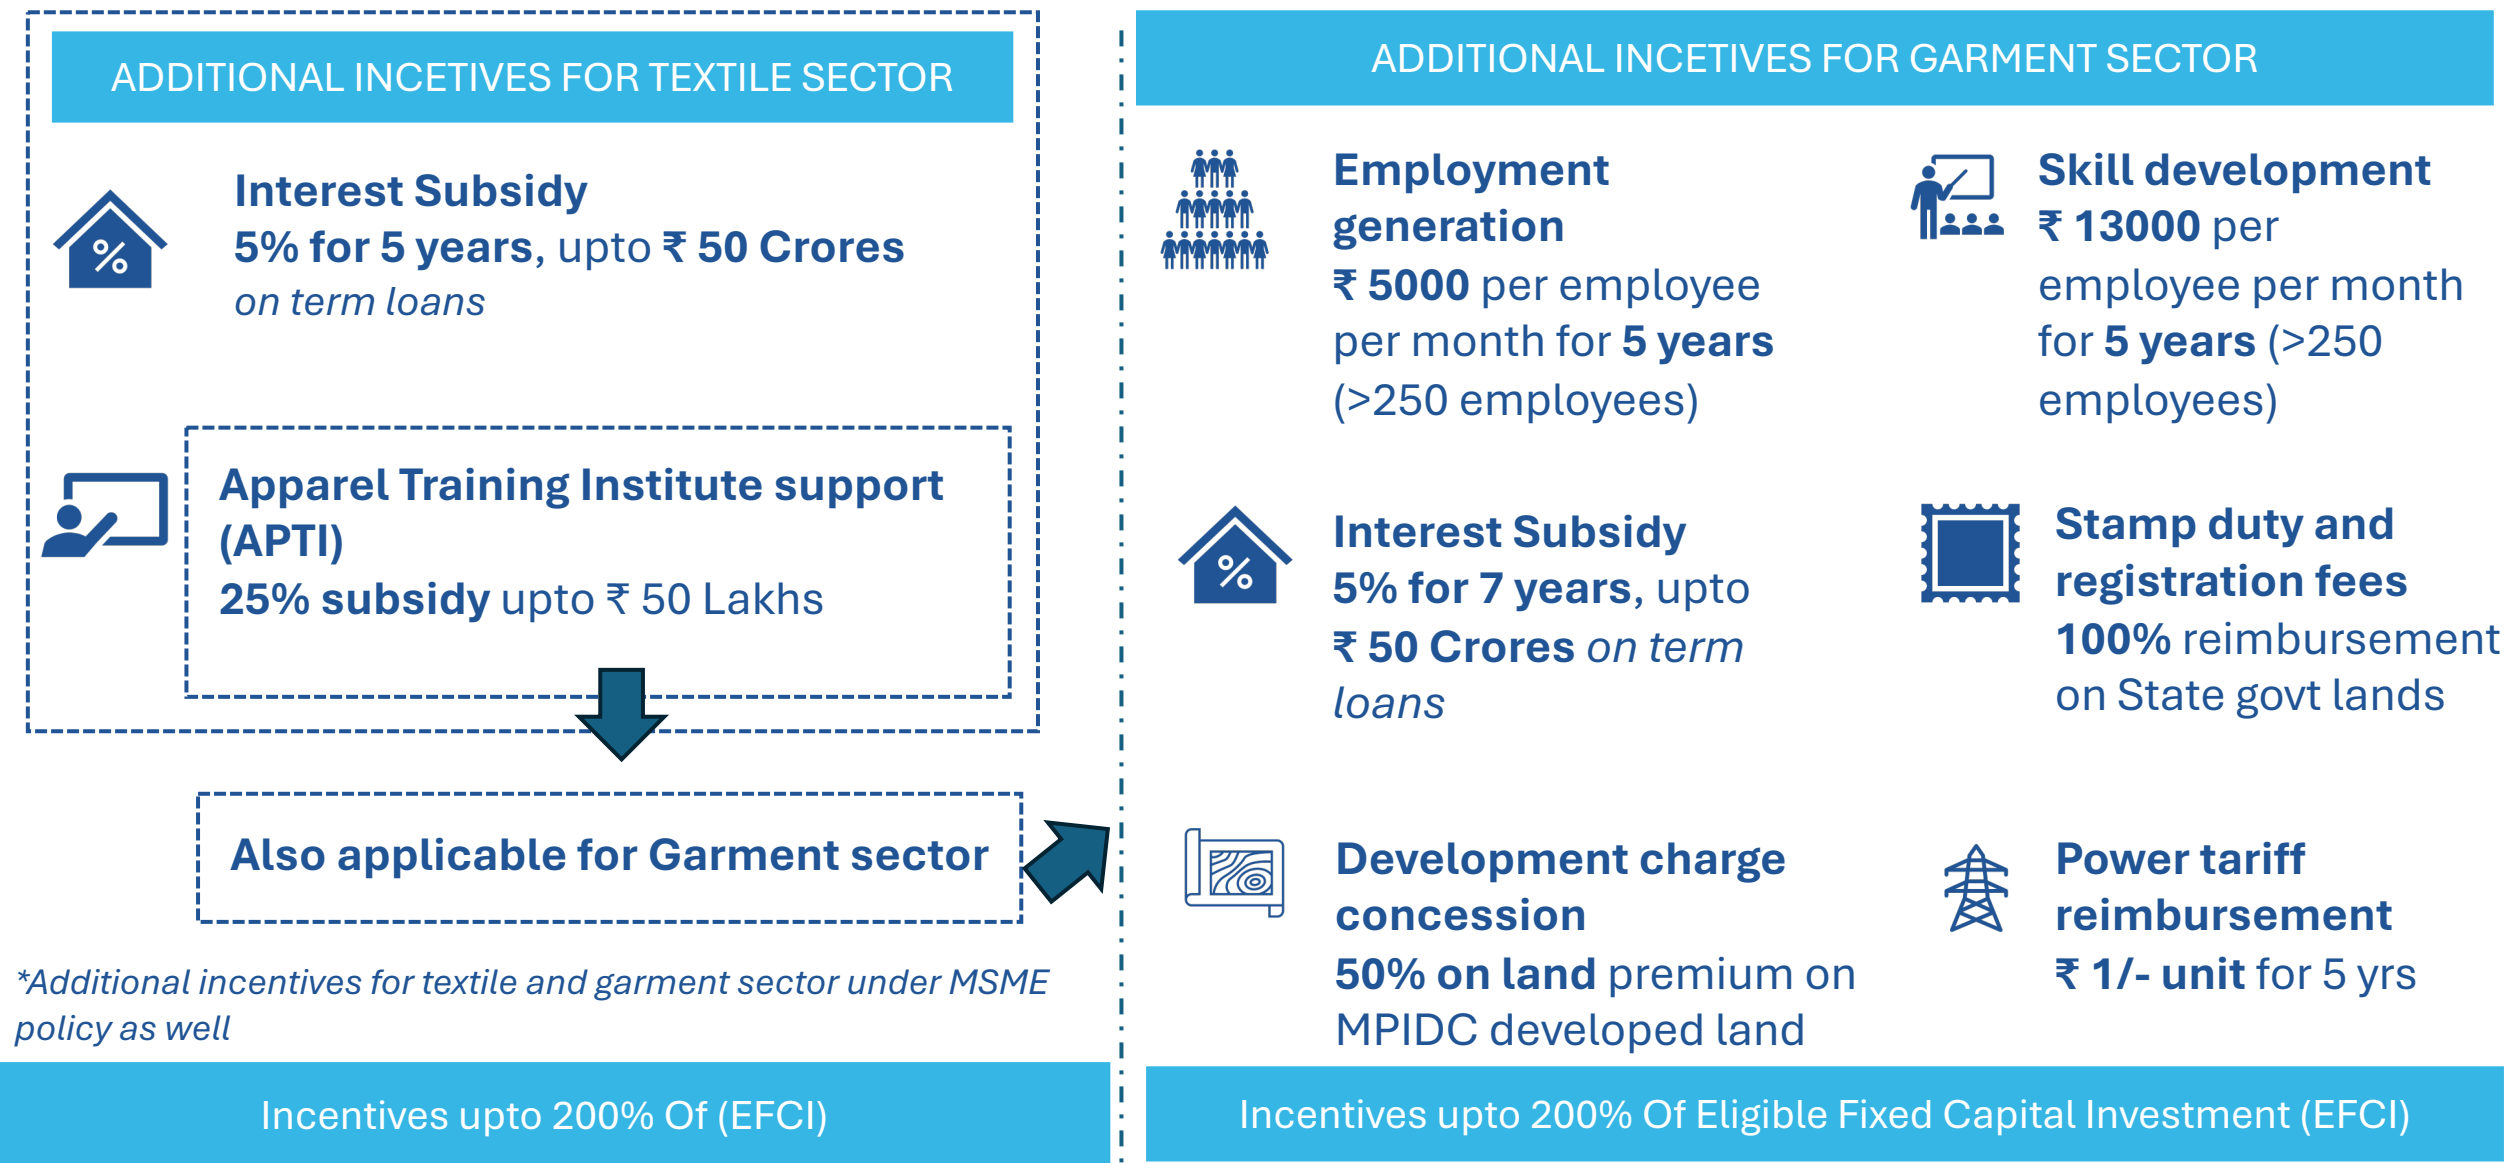 ADDITIONAL INCETIVES FOR TEXTILE SECTOR
Interest Subsidy
5% for 5 years, upto ₹ 50 Crores
on term loans
Apparel Training Institute support
(APTI)
25% subsidy upto ₹ 50 Lakhs
Also applicable for Garment sector
*Additional incentives for textile and garment sector under MSME
policy as well
Incentives upto 200% Of (EFCI)
ADDITIONAL INCETIVES FOR GARMENT SECTOR
Employment
generation
₹ 5000 per employee
per month for 5 years
(>250 employees)
Skill development
₹ 13000 per
employee per month
for 5 years (>250
employees)
%
Interest Subsidy
5% for 7 years, upto
₹ 50 Crores on term
loans
Stamp duty and
registration fees
100% reimbursement
on State govt lands
Development charge
concession
50% on land premium on
MPIDC developed land
Power tariff
reimbursement
₹ 1/- unit for 5 yrs
Incentives upto 200% Of Eligible Fixed Capital Investment (EFCI)